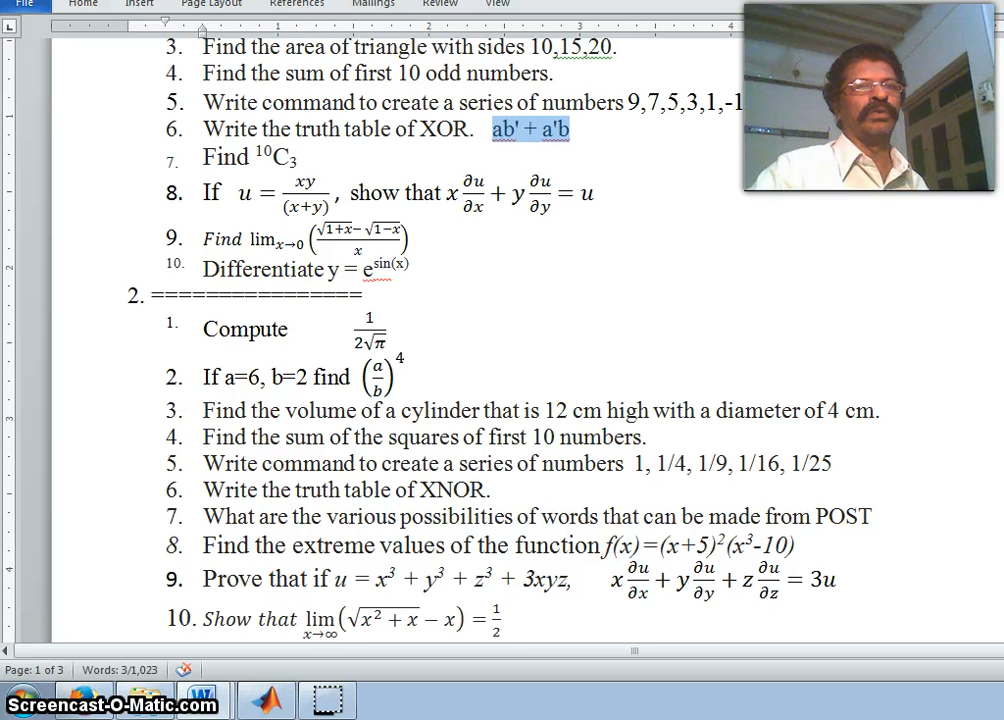 File Home Insert Page Layout References Mailings Review View
1 2 3 4
3. Find the area of triangle with sides 10,15,20.
4. Find the sum of first 10 odd numbers.
5. Write command to create a series of numbers 9,7,5,3,1,-1
6. Write the truth table of XOR. ab' + a'b
7. Find ¹⁰C₃
8. If u = xy/(x+y), show that x ∂u/∂x + y ∂u/∂y = u
9. Find lim x→0 ((√1+x − √1−x)/x)
10. Differentiate y = e^sin(x)
2. =================
1. Compute 1/(2√π)
2. If a=6, b=2 find (a/b)⁴
3. Find the volume of a cylinder that is 12 cm high with a diameter of 4 cm.
4. Find the sum of the squares of first 10 numbers.
5. Write command to create a series of numbers 1, 1/4, 1/9, 1/16, 1/25
6. Write the truth table of XNOR.
7. What are the various possibilities of words that can be made from POST
8. Find the extreme values of the function f(x)=(x+5)²(x³-10)
9. Prove that if u = x³ + y³ + z³ + 3xyz, x ∂u/∂x + y ∂u/∂y + z ∂u/∂z = 3u
10. Show that lim x→∞ (√x² + x − x) = 1/2
Page: 1 of 3 Words: 3/1,023
Screencast-O-Matic.com